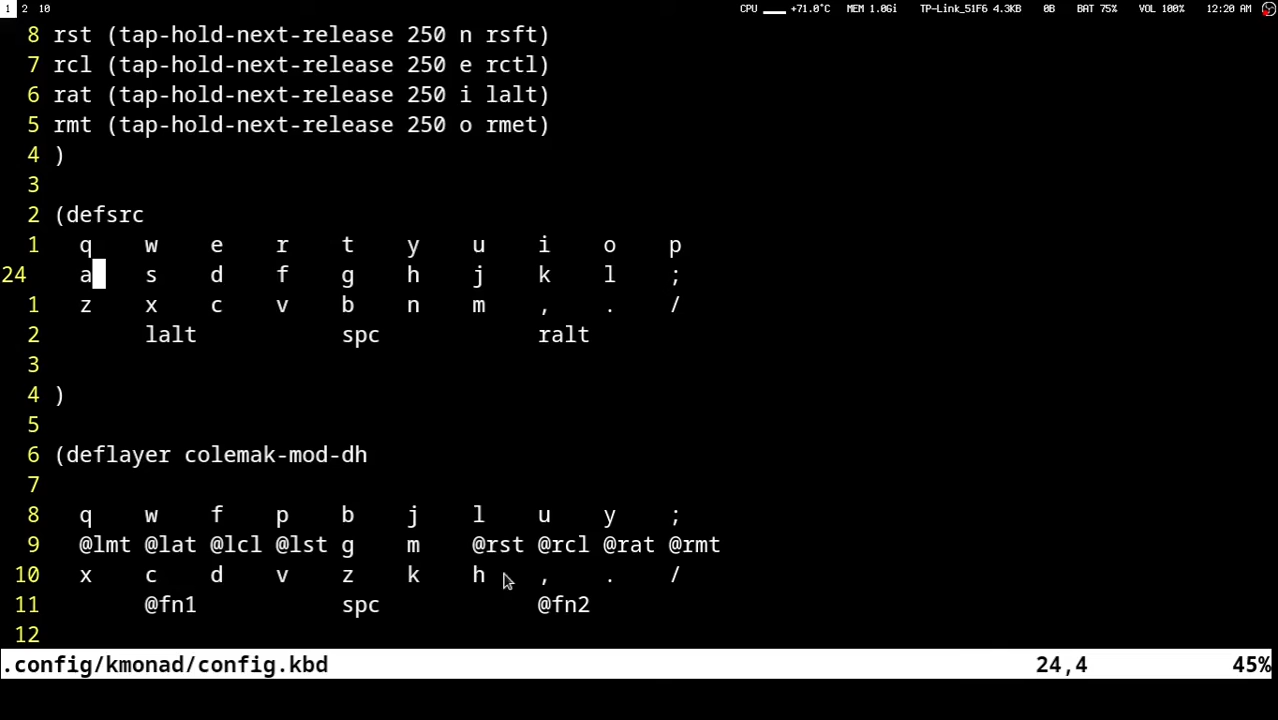 1 2 10 CPU +71.0°C MEM 1.0Gi TP-Link_51F6 4.3KB 0B BAT 75% VOL 100% 12:20 AM
8 rst (tap-hold-next-release 250 n rsft)
7 rcl (tap-hold-next-release 250 e rctl)
6 rat (tap-hold-next-release 250 i lalt)
5 rmt (tap-hold-next-release 250 o rmet)
4 )
3
2 (defsrc
1 q w e r t y u i o p
24 a s d f g h j k l ;
1 z x c v b n m , . /
2 lalt spc ralt
3
4 )
5
6 (deflayer colemak-mod-dh
7
8 q w f p b j l u y ;
9 @lmt @lat @lcl @lst g m @rst @rcl @rat @rmt
10 x c d v z k h , . /
11 @fn1 spc @fn2
12
.config/kmonad/config.kbd 24,4 45%